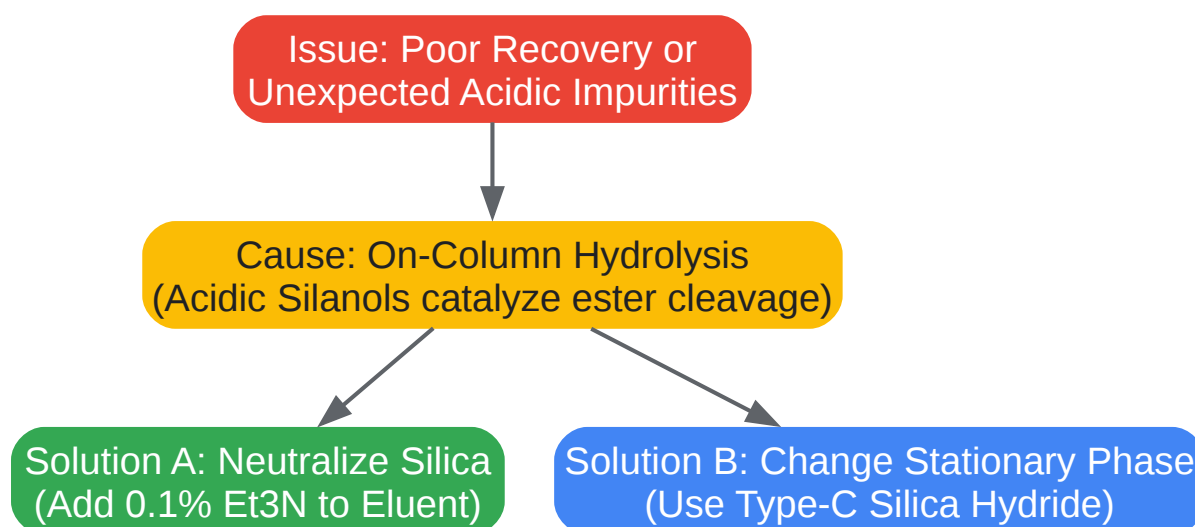 Issue: Poor Recovery or
Unexpected Acidic Impurities
Cause: On-Column Hydrolysis
(Acidic Silanols catalyze ester cleavage)
Solution A: Neutralize Silica
(Add 0.1% Et3N to Eluent)
Solution B: Change Stationary Phase
(Use Type-C Silica Hydride)